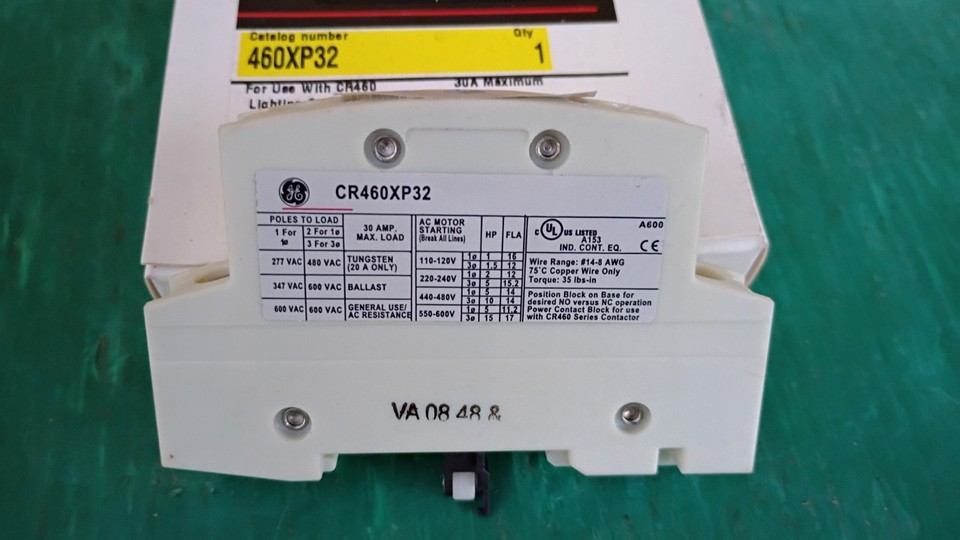 Catalog number
Qty
460XP32
1
For Use With CR460
30A Maximum
GE
CR460XP32
POLES TO LOAD
1 For 1ø
2 For 1ø
3 For 3ø
30 AMP. MAX. LOAD
277 VAC 480 VAC TUNGSTEN (20 A ONLY)
347 VAC 600 VAC BALLAST
600 VAC 600 VAC GENERAL USE/ AC RESISTANCE
AC MOTOR STARTING (Break All Lines) HP FLA
110-120V 1ø 1 16
3ø 1.5 12
220-240V 1ø 2 12
3ø 5 15.2
440-480V 1ø 5 14
3ø 10 14
550-600V 1ø 5 11.2
3ø 15 17
C UL US LISTED
A600
A153
IND. CONT. EQ.
CE
Wire Range: #14-8 AWG
75°C Copper Wire Only
Torque: 35 lbs-in
Position Block on Base for
desired NO versus NC operation
Power Contact Block for use
with CR460 Series Contactor
VA 08 48 &